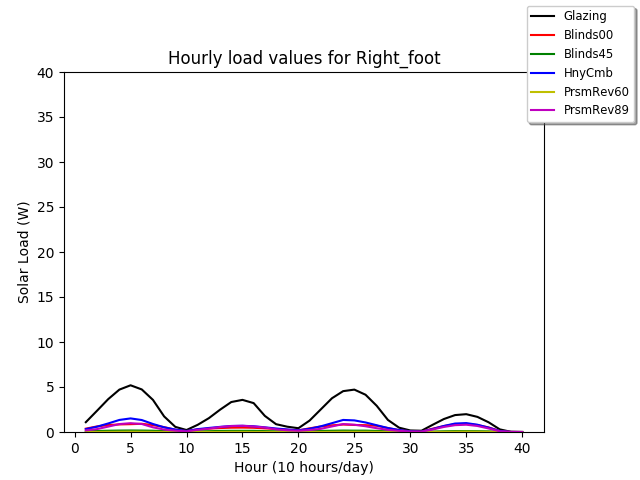 Glazing
Blinds00
Blinds45
HnyCmb
PrsmRev60
PrsmRev89
Hourly load values for Right_foot
40
35
30
25
20
15
10
5
0
Solar Load (W)
0 5 10 15 20 25 30 35 40
Hour (10 hours/day)